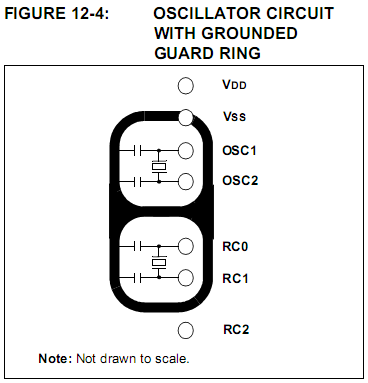 FIGURE 12-4: OSCILLATOR CIRCUIT
WITH GROUNDED
GUARD RING
VDD
VSS
OSC1
OSC2
RC0
RC1
RC2
Note: Not drawn to scale.